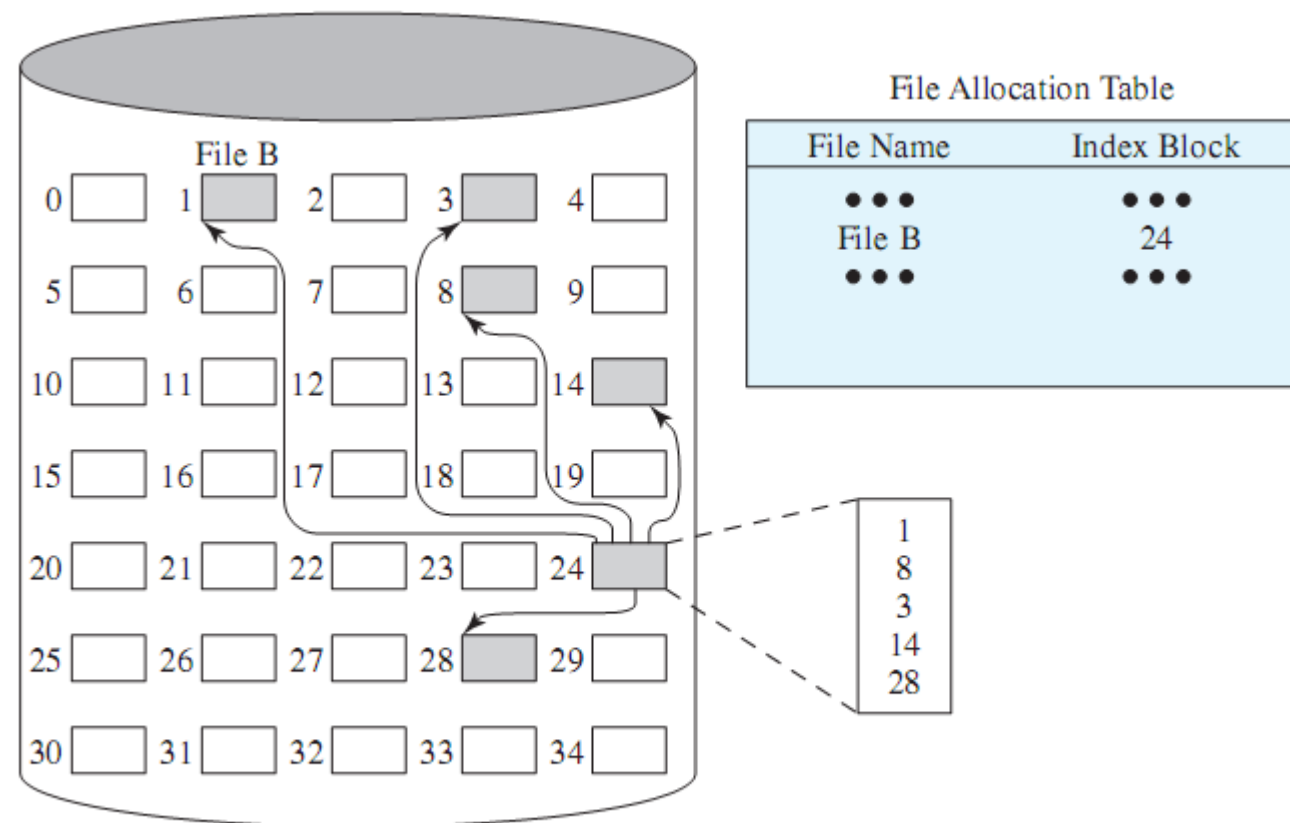 File B
0 1 2 3 4
5 6 7 8 9
10 11 12 13 14
15 16 17 18 19
20 21 22 23 24
25 26 27 28 29
30 31 32 33 34
File Allocation Table
File Name Index Block
••• •••
File B 24
••• •••
1
8
3
14
28